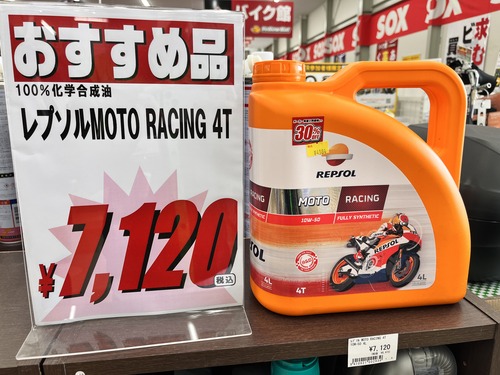 おすすめ品
100%化学合成油
レプソルMOTO RACING 4T
¥7,120
税込
バイク館
SOX
SOX
30%
REPSOL
MOTO RACING
10W-50 FULLY SYNTHETIC
REPSOL
4L
4T
4L
¥7,120